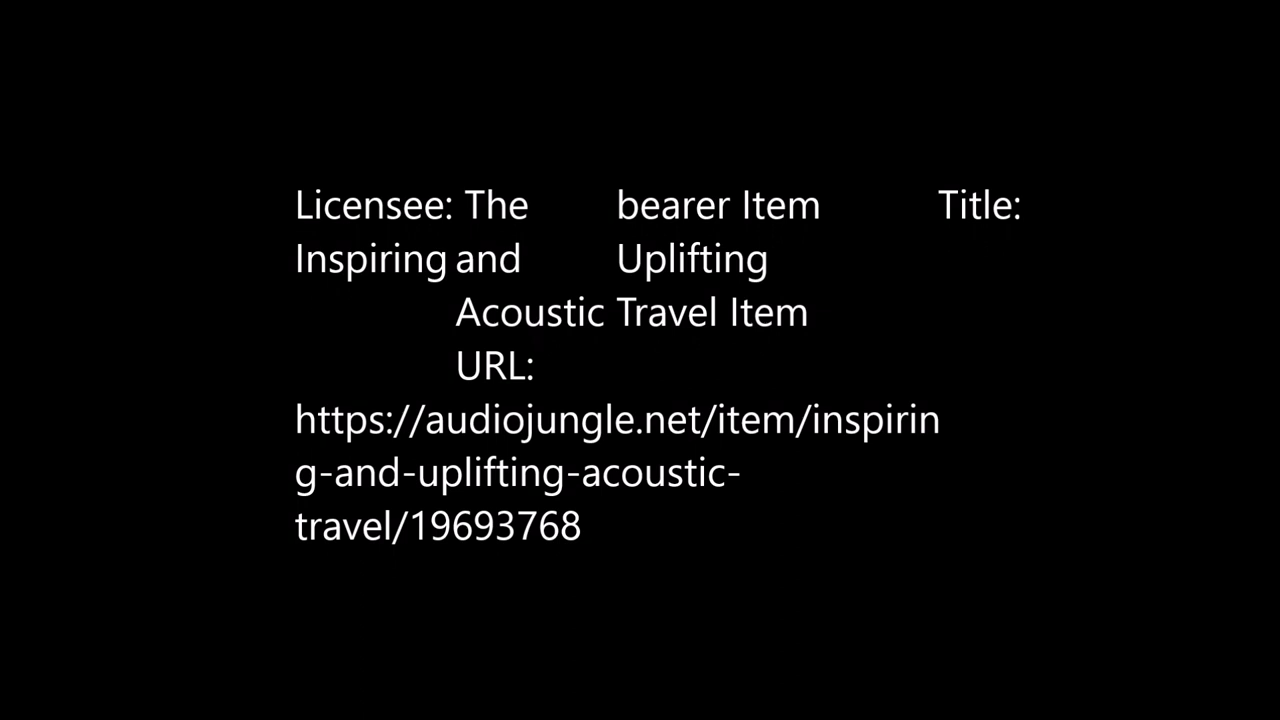 Licensee: The bearer Item Title:
Inspiring and Uplifting
Acoustic Travel Item
URL:
https://audiojungle.net/item/inspirin
g-and-uplifting-acoustic-
travel/19693768